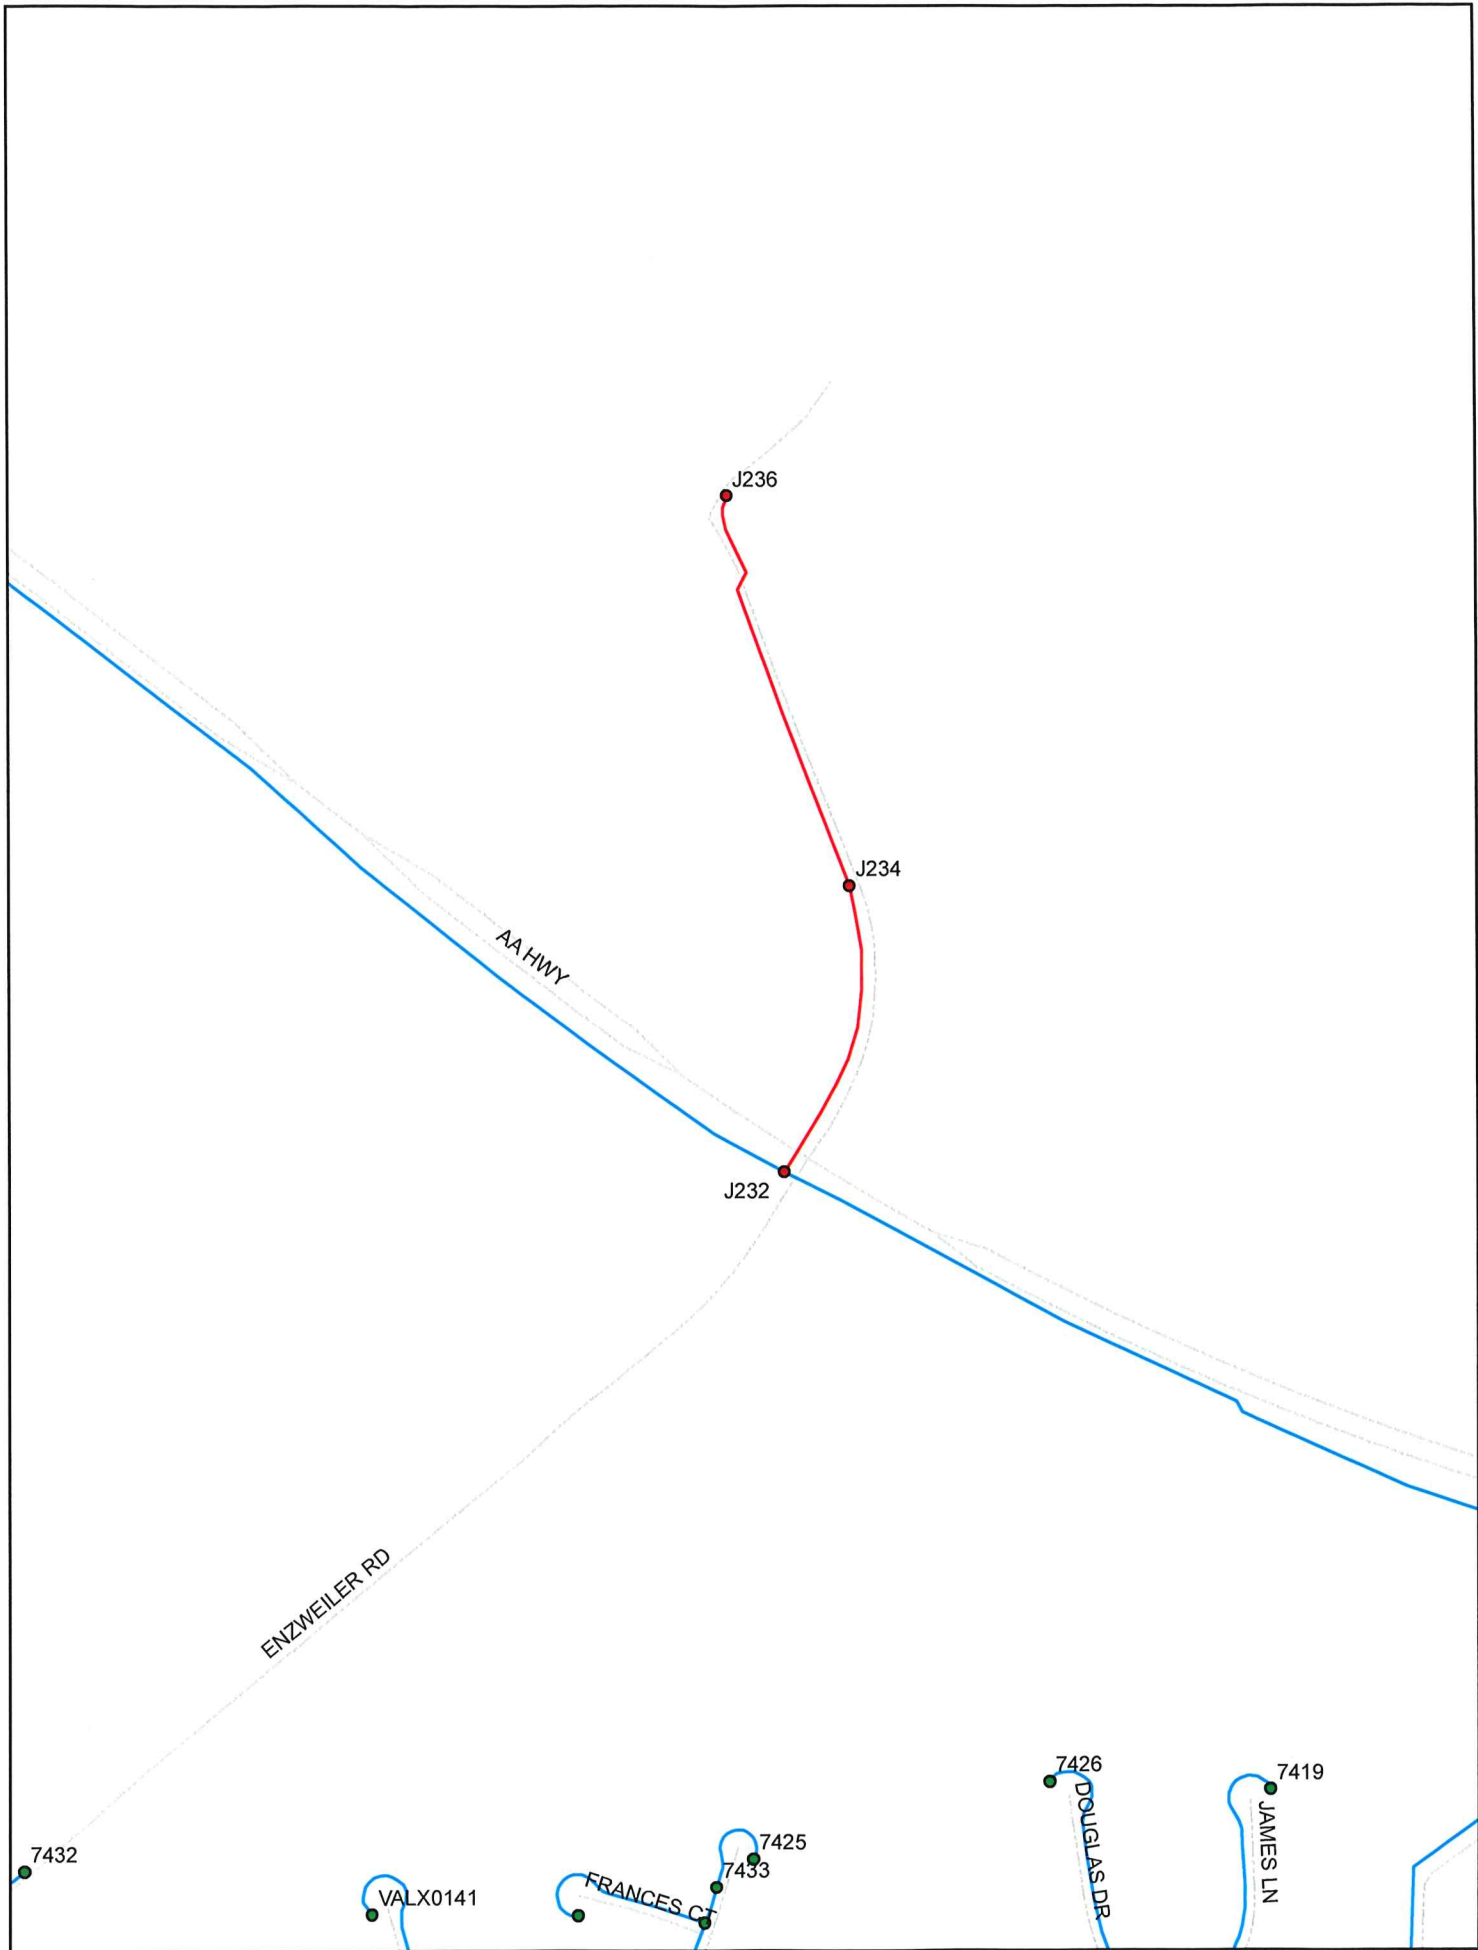 J236
J234
AA HWY
J232
ENZWEILER RD
7426
7419
DOUGLAS DR
JAMES LN
7425
7432
7433
FRANCES CT
VALX0141